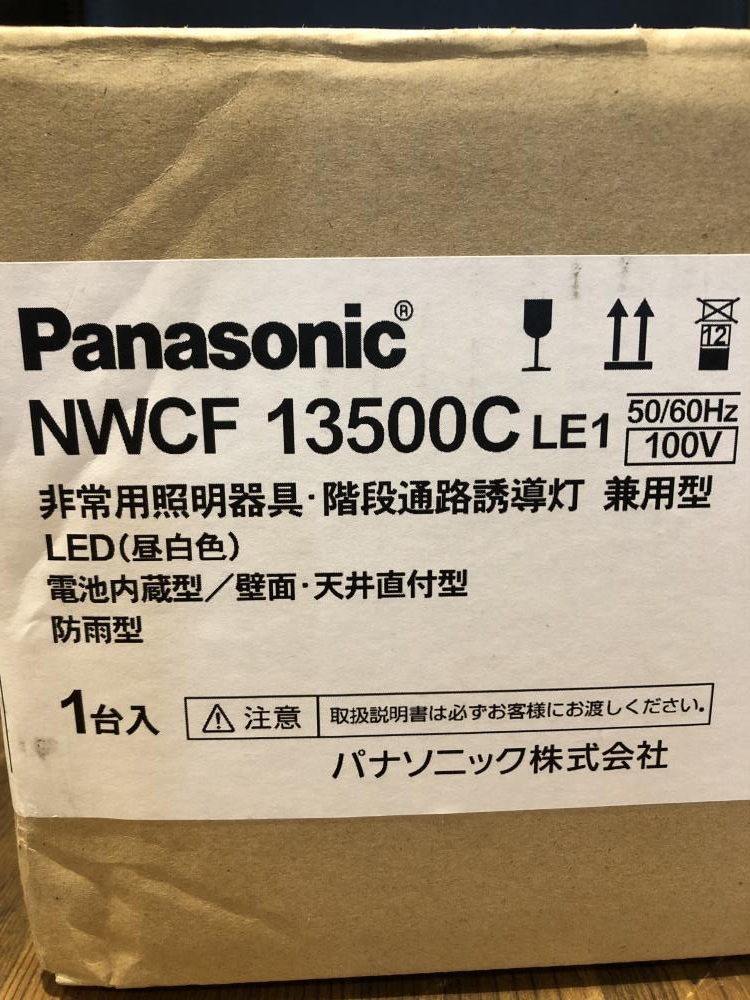 Panasonic®
12
NWCF 13500C LE1 50/60Hz
100V
非常用照明器具・階段通路誘導灯 兼用型
LED(昼白色)
電池内蔵型／壁面・天井直付型
防雨型
1台入 ⚠注意 取扱説明書は必ずお客様にお渡しください。
パナソニック株式会社